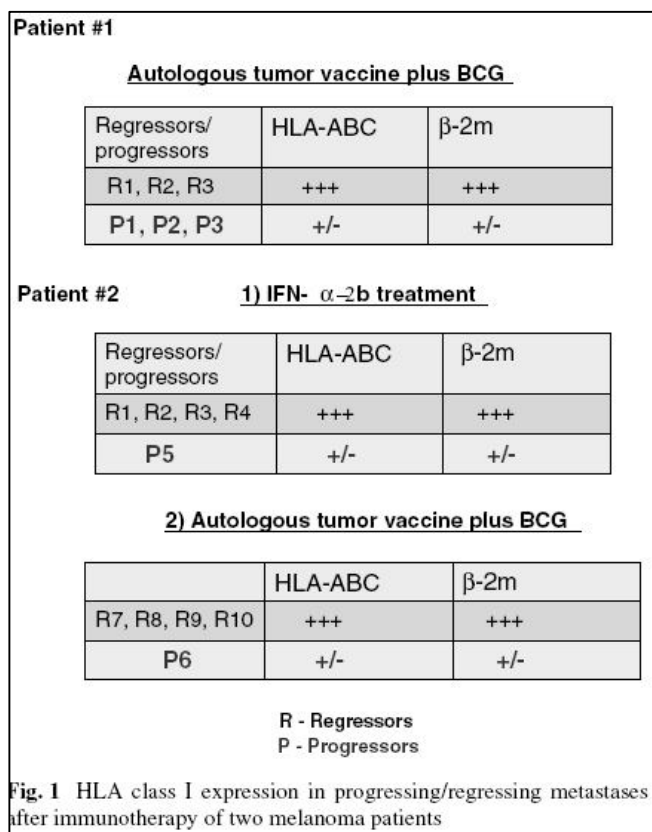 Patient #1
Autologous tumor vaccine plus BCG
Regressors/ HLA-ABC β-2m
progressors
R1, R2, R3 +++ +++
P1, P2, P3 +/- +/-
Patient #2 1) IFN- α-2b treatment
Regressors/ HLA-ABC β-2m
progressors
R1, R2, R3, R4 +++ +++
P5 +/- +/-
2) Autologous tumor vaccine plus BCG
HLA-ABC β-2m
R7, R8, R9, R10 +++ +++
P6 +/- +/-
R - Regressors
P - Progressors
Fig. 1 HLA class I expression in progressing/regressing metastases
after immunotherapy of two melanoma patients